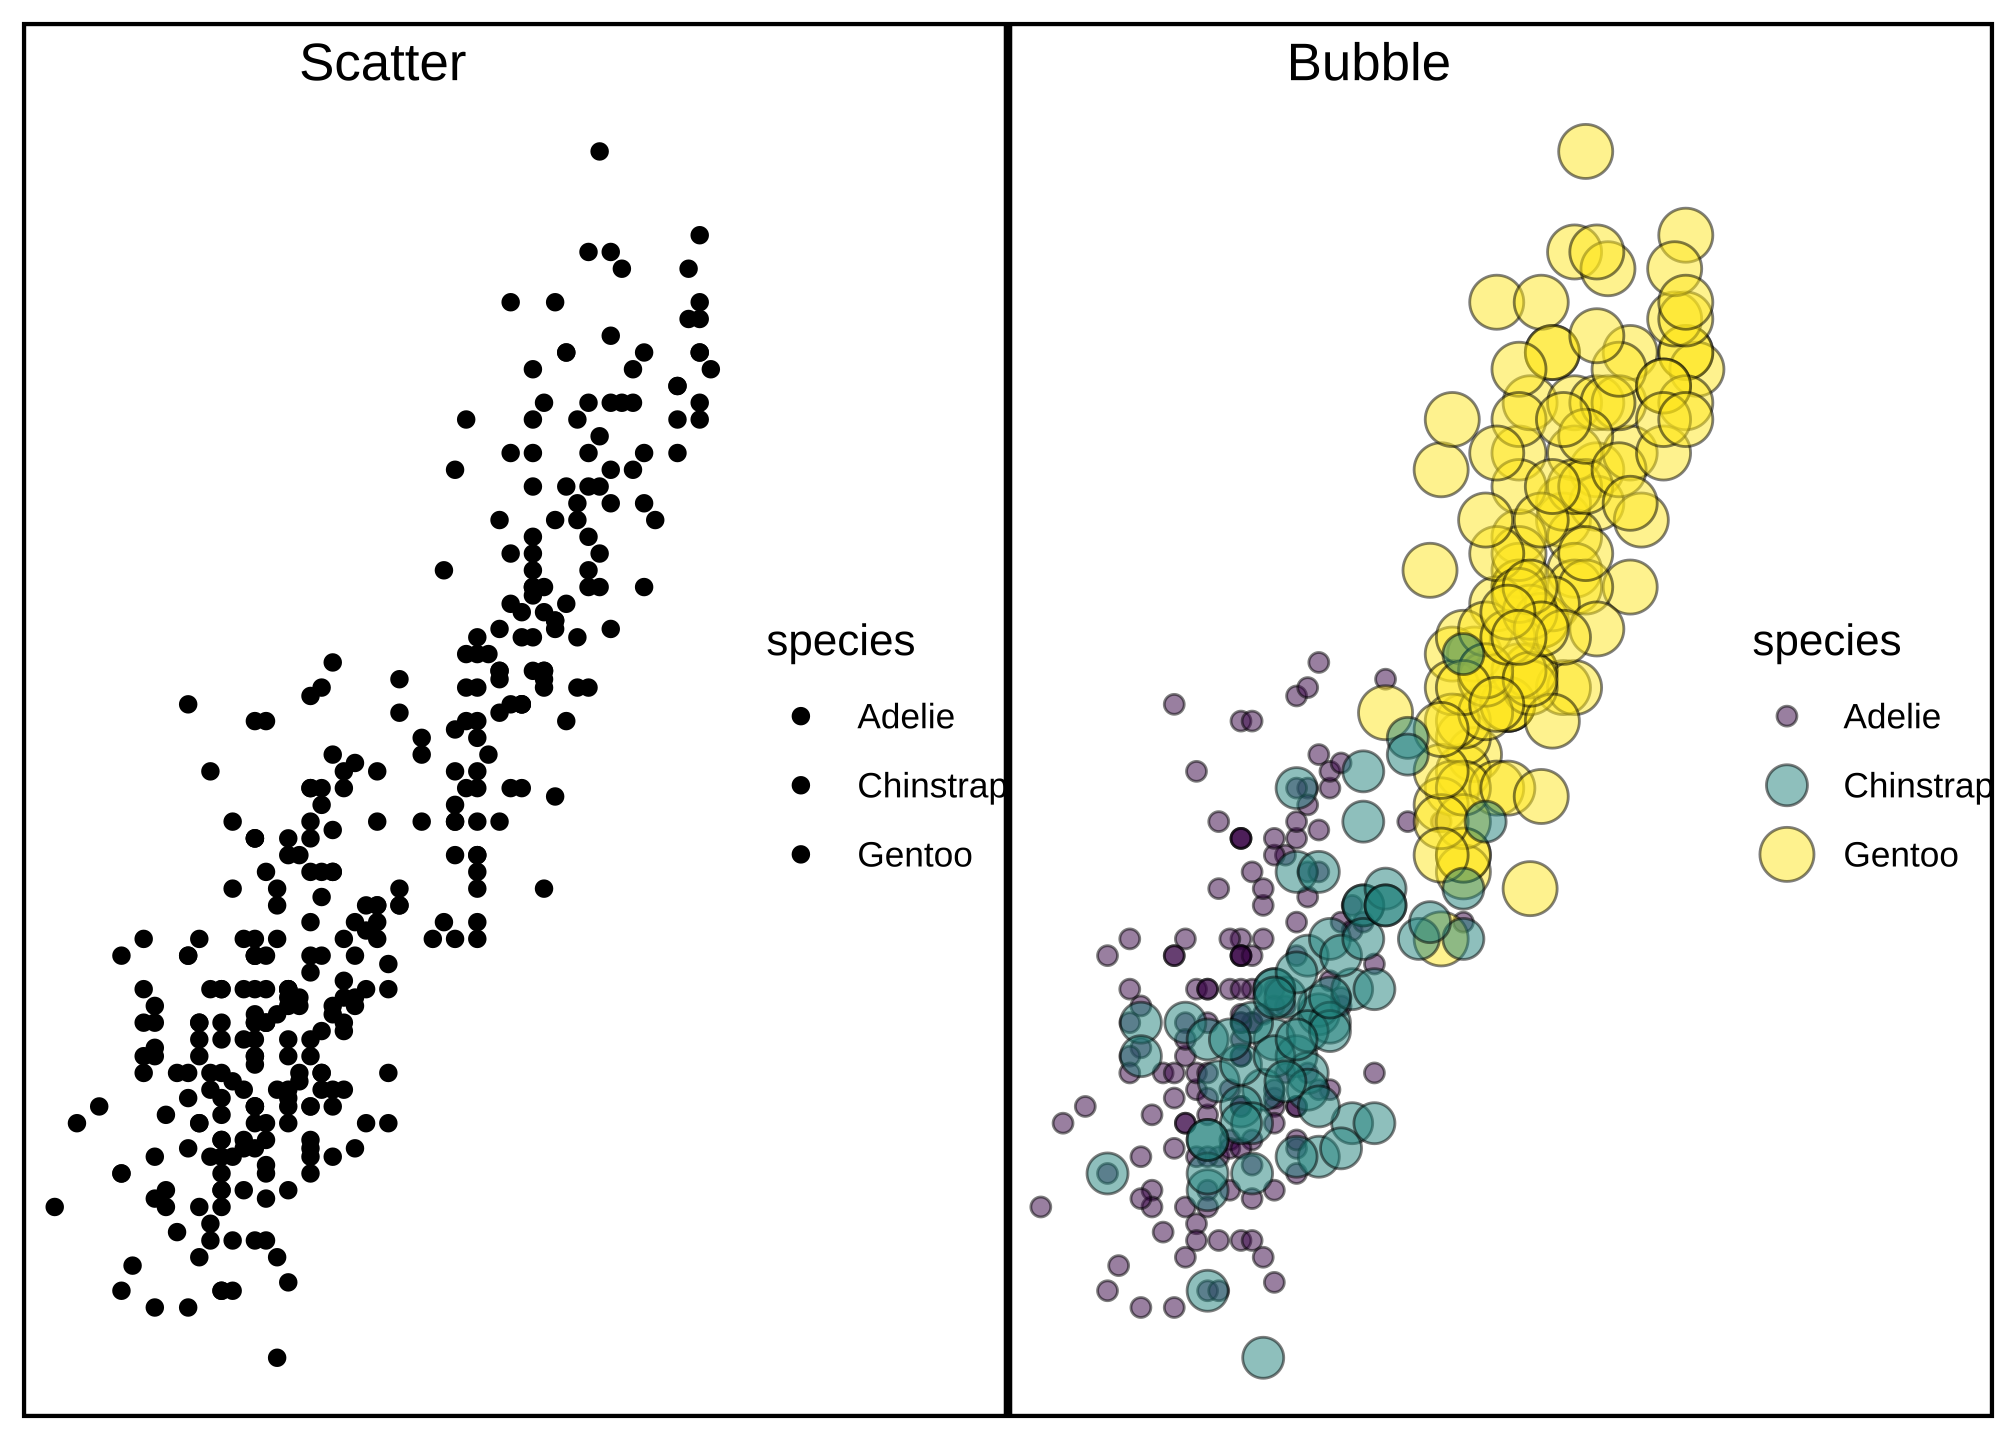 Scatter
species
Adelie
Chinstrap
Gentoo
Bubble
species
Adelie
Chinstrap
Gentoo